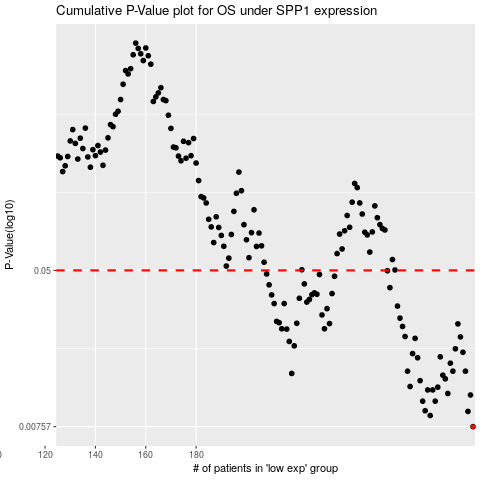 Cumulative P-Value plot for OS under SPP1 expression
P-Value(log10)
0.05
0.00757
0 120 140 160 180
# of patients in 'low exp' group